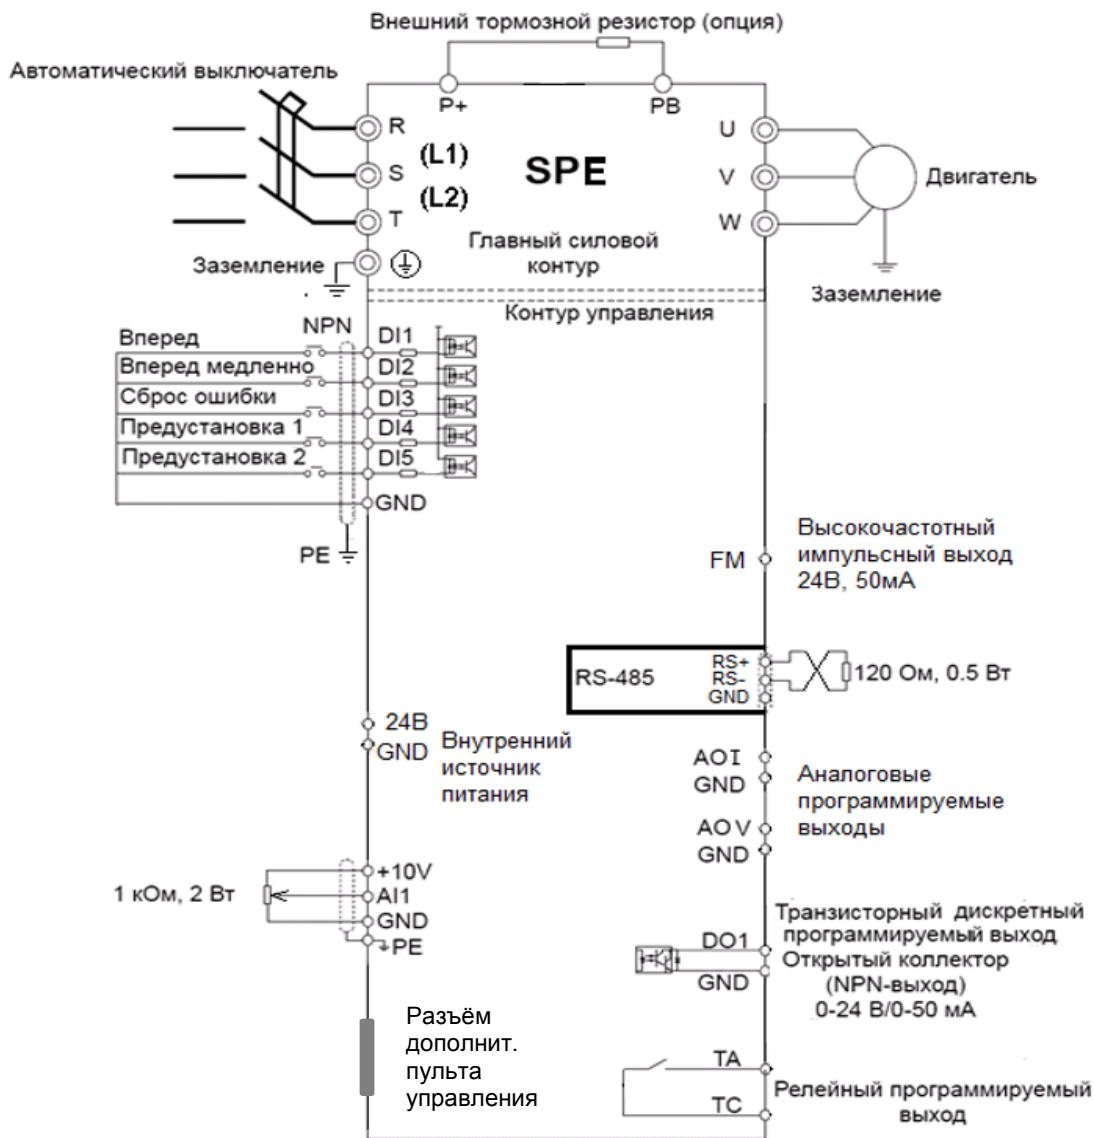 Внешний тормозной резистор (опция)
Автоматический выключатель
P+
PB
R
S
T
(L1)
(L2)
SPE
U
V
W
Двигатель
Главный силовой
контур
Заземление
Заземление
Контур управления
NPN
Вперед
DI1
Вперед медленно
DI2
Сброс ошибки
DI3
Предустановка 1
DI4
Предустановка 2
DI5
GND
PE
FM
Высокочастотный
импульсный выход
24В, 50мА
RS-485
RS+
RS-
GND
120 Ом, 0.5 Вт
24В
GND
Внутренний
источник
питания
AOI
GND
AOV
GND
Аналоговые
программируемые
выходы
1 кОм, 2 Вт
+10V
AI1
GND
PE
DO1
GND
Транзисторный дискретный
программируемый выход
Открытый коллектор
(NPN-выход)
0-24 В/0-50 мА
Разъём
дополнит.
пульта
управления
TA
TC
Релейный программируемый
выход